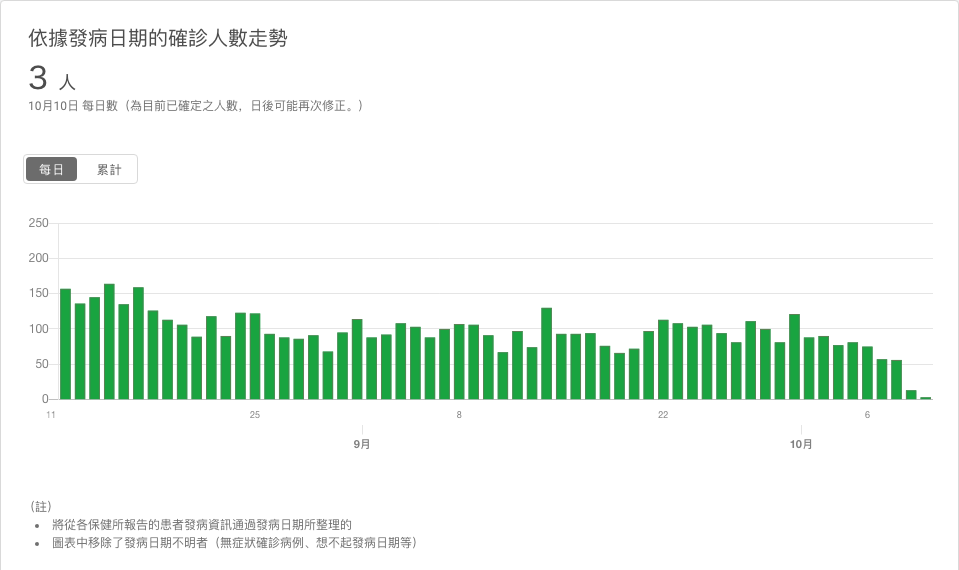 依據發病日期的確診人數走勢
3 人
10月10日 每日數（為目前已確定之人數，日後可能再次修正。）
每日 累計
250
200
150
100
50
0
11 25 8 22 6
9月 10月
（註）
• 將從各保健所報告的患者發病資訊通過發病日期所整理的
• 圖表中移除了發病日期不明者（無症狀確診病例、想不起發病日期等）